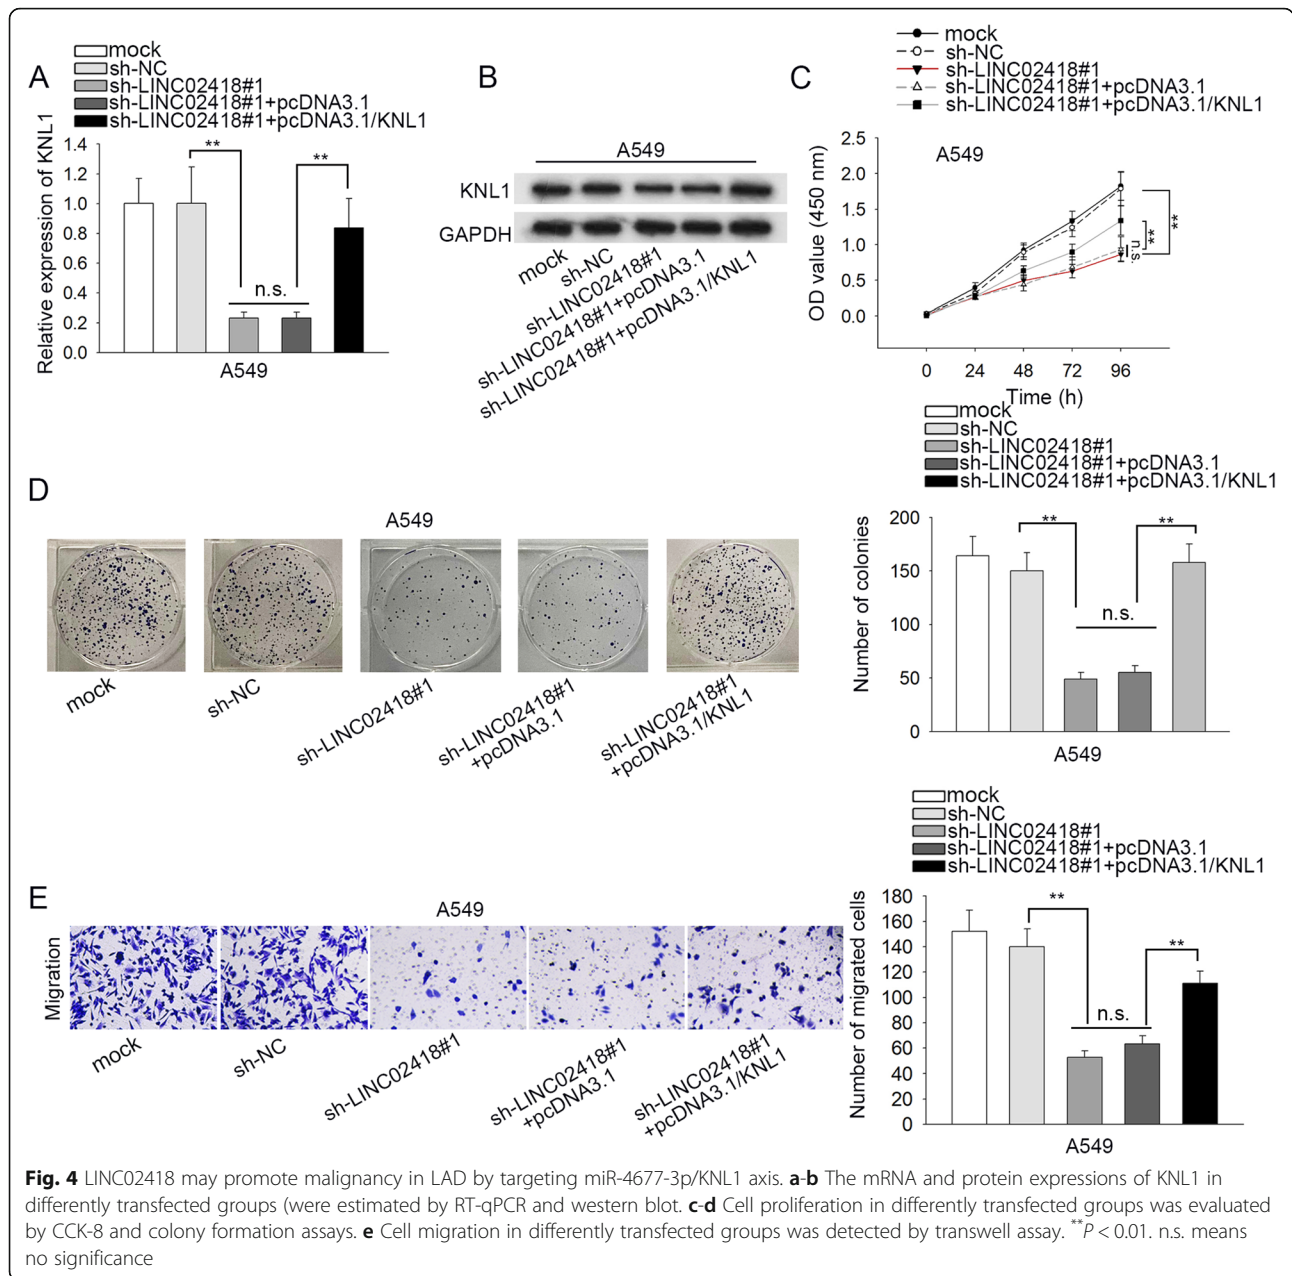 A
mock
sh-NC
sh-LINC02418#1
sh-LINC02418#1+pcDNA3.1
sh-LINC02418#1+pcDNA3.1/KNL1
Relative expression of KNL1
1.4
1.2
1.0
0.8
0.6
0.4
0.2
0.0
**
**
n.s.
A549
B
A549
KNL1
GAPDH
mock
sh-NC
sh-LINC02418#1
sh-LINC02418#1+pcDNA3.1
sh-LINC02418#1+pcDNA3.1/KNL1
C
mock
sh-NC
sh-LINC02418#1
sh-LINC02418#1+pcDNA3.1
sh-LINC02418#1+pcDNA3.1/KNL1
A549
OD value (450 nm)
2.5
2.0
1.5
1.0
0.5
0.0
n.s.
**
**
0 24 48 72 96
Time (h)
D
A549
mock
sh-NC
sh-LINC02418#1
sh-LINC02418#1
+pcDNA3.1
sh-LINC02418#1
+pcDNA3.1/KNL1
mock
sh-NC
sh-LINC02418#1
sh-LINC02418#1+pcDNA3.1
sh-LINC02418#1+pcDNA3.1/KNL1
Number of colonies
200
150
100
50
0
**
**
n.s.
A549
E
A549
Migration
mock
sh-NC
sh-LINC02418#1
sh-LINC02418#1
+pcDNA3.1
sh-LINC02418#1
+pcDNA3.1/KNL1
mock
sh-NC
sh-LINC02418#1
sh-LINC02418#1+pcDNA3.1
sh-LINC02418#1+pcDNA3.1/KNL1
Number of migrated cells
180
160
140
120
100
80
60
40
20
0
**
**
n.s.
A549
Fig. 4 LINC02418 may promote malignancy in LAD by targeting miR-4677-3p/KNL1 axis. a-b The mRNA and protein expressions of KNL1 in
differently transfected groups (were estimated by RT-qPCR and western blot. c-d Cell proliferation in differently transfected groups was evaluated
by CCK-8 and colony formation assays. e Cell migration in differently transfected groups was detected by transwell assay. **P < 0.01. n.s. means
no significance